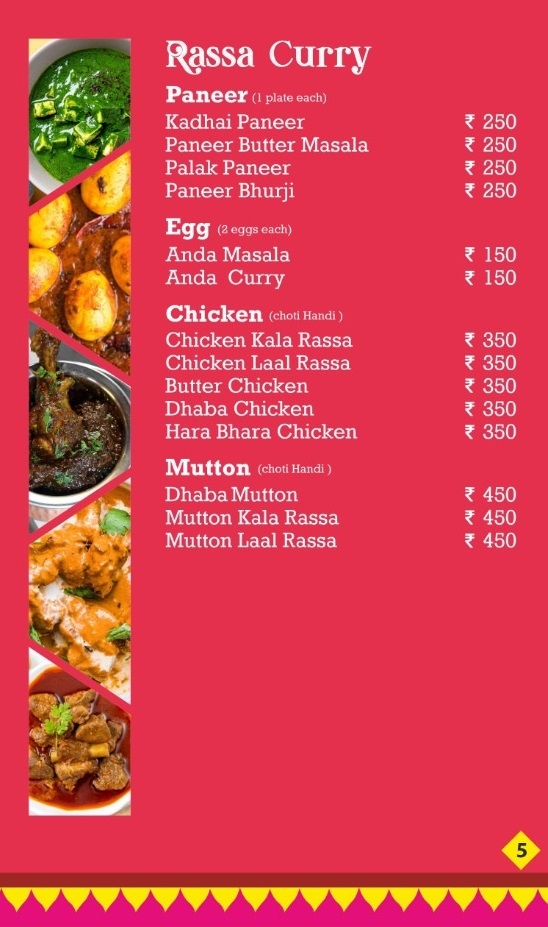 Rassa Curry
Paneer (1 plate each)
Kadhai Paneer ₹ 250
Paneer Butter Masala ₹ 250
Palak Paneer ₹ 250
Paneer Bhurji ₹ 250
Egg (2 eggs each)
Anda Masala ₹ 150
Anda Curry ₹ 150
Chicken (choti Handi )
Chicken Kala Rassa ₹ 350
Chicken Laal Rassa ₹ 350
Butter Chicken ₹ 350
Dhaba Chicken ₹ 350
Hara Bhara Chicken ₹ 350
Mutton (choti Handi )
Dhaba Mutton ₹ 450
Mutton Kala Rassa ₹ 450
Mutton Laal Rassa ₹ 450
5